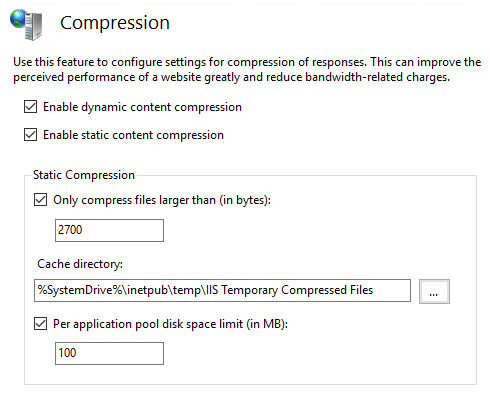 Compression
Use this feature to configure settings for compression of responses. This can improve the
perceived performance of a website greatly and reduce bandwidth-related charges.
Enable dynamic content compression
Enable static content compression
Static Compression
Only compress files larger than (in bytes):
2700
Cache directory:
%SystemDrive%\inetpub\temp\IIS Temporary Compressed Files
...
Per application pool disk space limit (in MB):
100